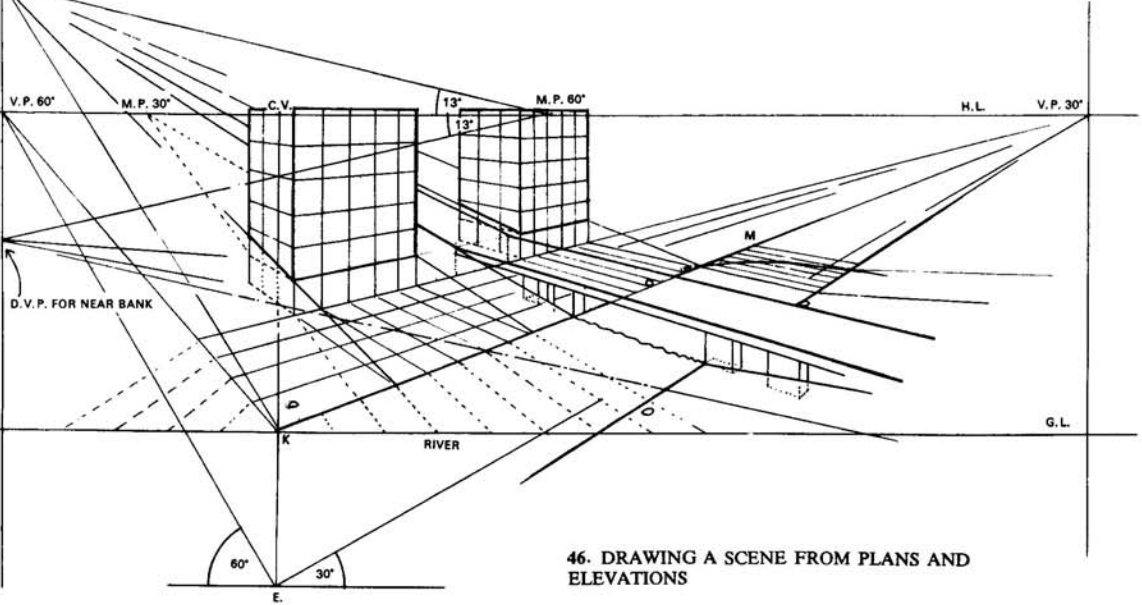 V.P. 60° M.P. 30° C.V. 13° M.P. 60° H.L. V.P. 30°
13°
M
D.V.P. FOR NEAR BANK
K RIVER G.L.
60° 30°
E.
46. DRAWING A SCENE FROM PLANS AND
ELEVATIONS